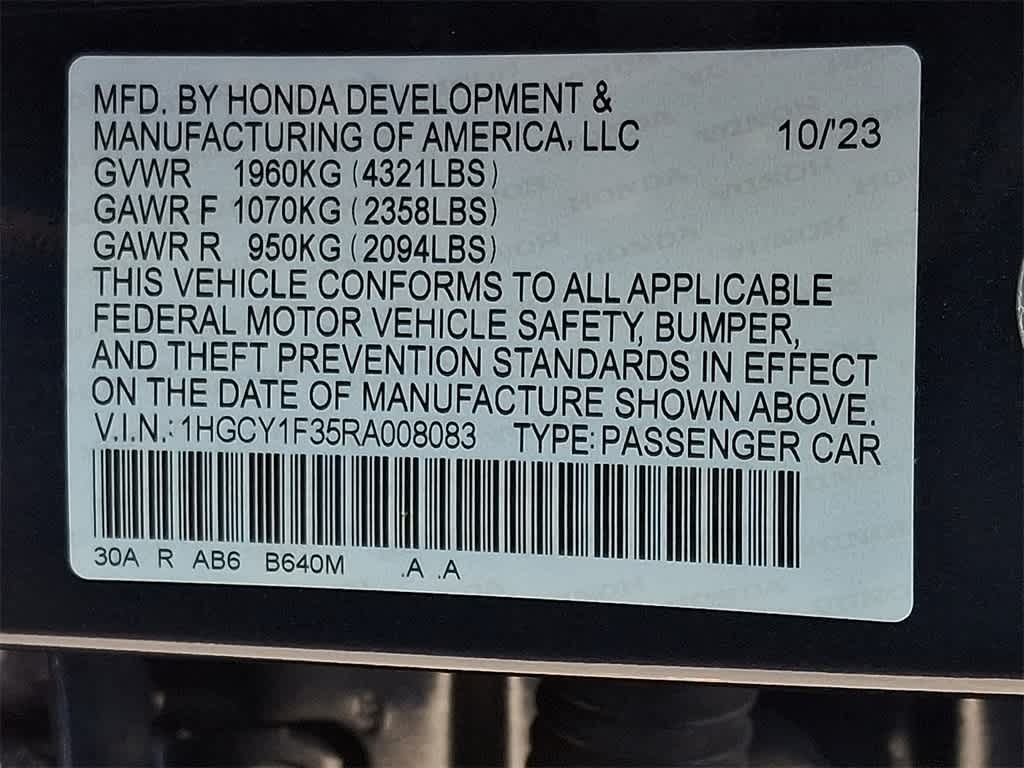 MFD. BY HONDA DEVELOPMENT &
MANUFACTURING OF AMERICA, LLC 10/'23
GVWR 1960KG (4321LBS)
GAWR F 1070KG (2358LBS)
GAWR R 950KG (2094LBS)
THIS VEHICLE CONFORMS TO ALL APPLICABLE
FEDERAL MOTOR VEHICLE SAFETY, BUMPER,
AND THEFT PREVENTION STANDARDS IN EFFECT
ON THE DATE OF MANUFACTURE SHOWN ABOVE.
V.I.N.: 1HGCY1F35RA008083 TYPE: PASSENGER CAR
30A R AB6 B640M .A .A